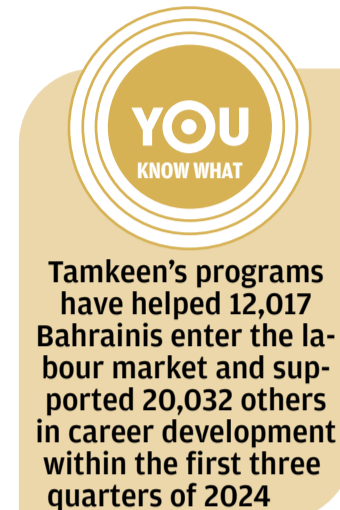 YOU
KNOW WHAT
Tamkeen's programs
have helped 12,017
Bahrainis enter the la-
bour market and sup-
ported 20,032 others
in career development
within the first three
quarters of 2024